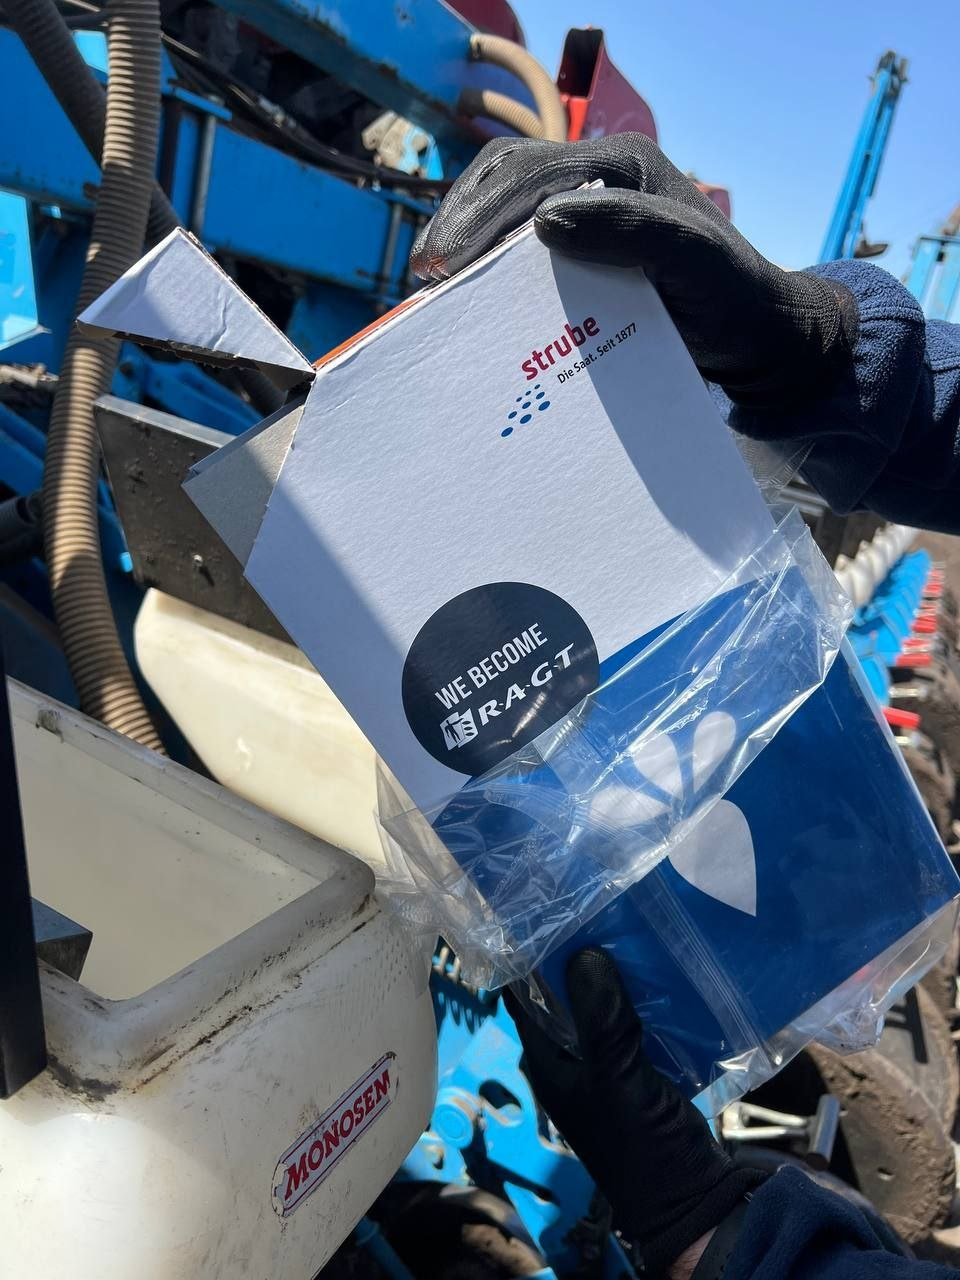 strube
Die Saat. Seit 1877
WE BECOME
R·A·G·T
MONOSEM